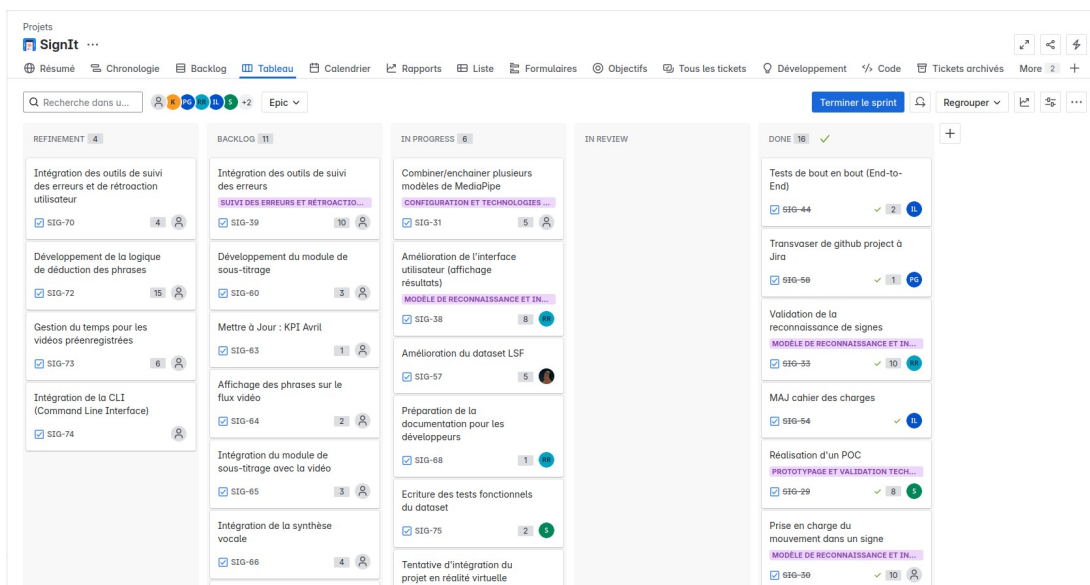 Projets
SignIt ...
Résumé Chronologie Backlog Tableau Calendrier Rapports Liste Formulaires Objectifs Tous les tickets Développement Code Tickets archivés More 2
Recherche dans u... K PG RR IL S +2 Epic Terminer le sprint Regrouper
REFINEMENT 4
Intégration des outils de suivi
des erreurs et de rétroaction
utilisateur
SIG-70 4
Développement de la logique
de déduction des phrases
SIG-72 15
Gestion du temps pour les
vidéos préenregistrées
SIG-73 6
Intégration de la CLI
(Command Line Interface)
SIG-74
BACKLOG 11
Intégration des outils de suivi
des erreurs
SUIVI DES ERREURS ET RÉTROACTIO...
SIG-39 10
Développement du module de
sous-titrage
SIG-60 3
Mettre à Jour : KPI Avril
SIG-63 1
Affichage des phrases sur le
flux vidéo
SIG-64 2
Intégration du module de
sous-titrage avec la vidéo
SIG-65 3
Intégration de la synthèse
vocale
SIG-66 4
IN PROGRESS 6
Combiner/enchainer plusieurs
modèles de MediaPipe
CONFIGURATION ET TECHNOLOGIES ...
SIG-31 5
Amélioration de l'interface
utilisateur (affichage
résultats)
MODÈLE DE RECONNAISSANCE ET IN...
SIG-38 8 RR
Amélioration du dataset LSF
SIG-57 5
Préparation de la
documentation pour les
développeurs
SIG-68 1 RR
Ecriture des tests fonctionnels
du dataset
SIG-75 2 S
Tentative d'intégration du
projet en réalité virtuelle
IN REVIEW
DONE 16
Tests de bout en bout (End-to-
End)
SIG-44 2 IL
Transvaser de github project à
Jira
SIG-58 1 PG
Validation de la
reconnaissance de signes
MODÈLE DE RECONNAISSANCE ET IN...
SIG-33 10 RR
MAJ cahier des charges
SIG-54 IL
Réalisation d'un POC
PROTOTYPAGE ET VALIDATION TECH...
SIG-29 8 S
Prise en charge du
mouvement dans un signe
MODÈLE DE RECONNAISSANCE ET IN...
SIG-30 10